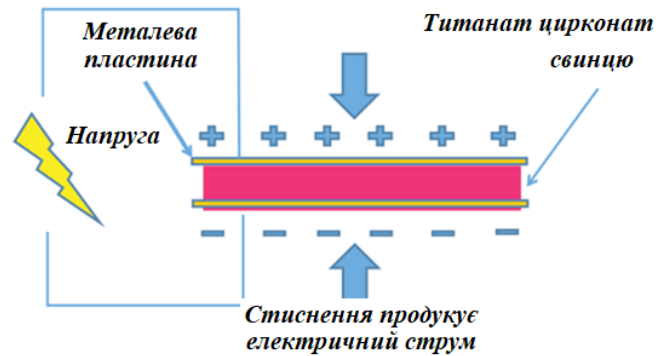 Металева
пластина
Титанат цирконат
свинцю
Напруга
Стиснення продукує
електричний струм